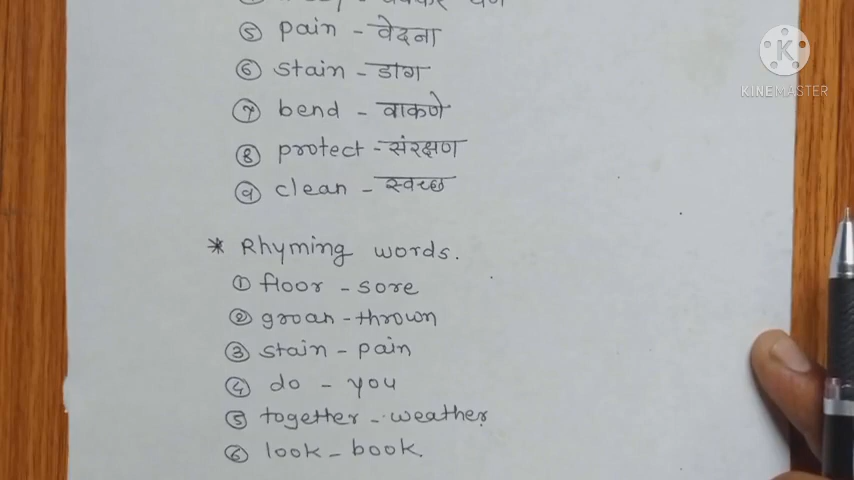 ⑤ pain - वेदना
⑥ stain - डाग
⑦ bend - वाकणे
⑧ protect - संरक्षण
⑨ clean - स्वच्छ
* Rhyming words.
① floor - sore
② groan - thrown
③ stain - pain
④ do - you
⑤ together - weather.
⑥ look - book.
K
KINEMASTER